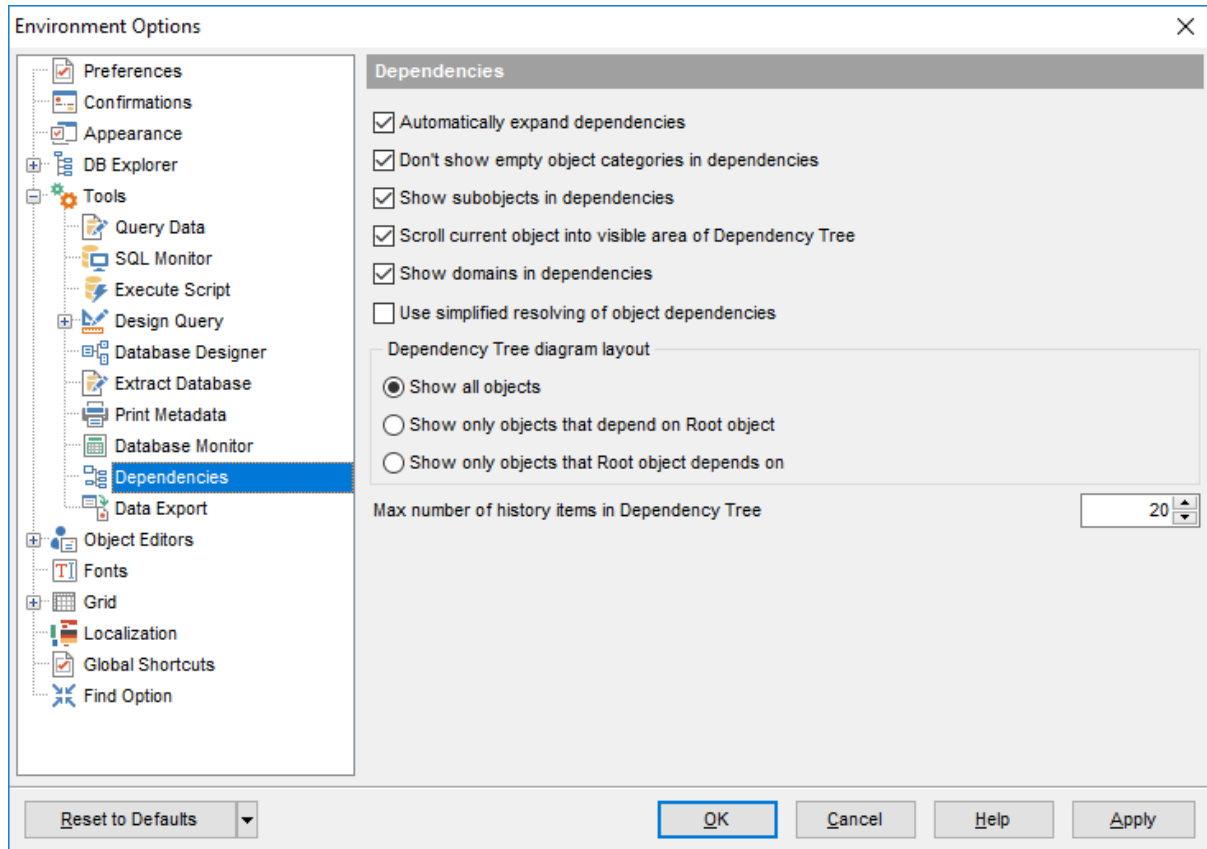 Environment Options
Preferences
Confirmations
Appearance
DB Explorer
Tools
Query Data
SQL Monitor
Execute Script
Design Query
Database Designer
Extract Database
Print Metadata
Database Monitor
Dependencies
Data Export
Object Editors
Fonts
Grid
Localization
Global Shortcuts
Find Option
Dependencies
Automatically expand dependencies
Don't show empty object categories in dependencies
Show subobjects in dependencies
Scroll current object into visible area of Dependency Tree
Show domains in dependencies
Use simplified resolving of object dependencies
Dependency Tree diagram layout
Show all objects
Show only objects that depend on Root object
Show only objects that Root object depends on
Max number of history items in Dependency Tree 20
Reset to Defaults OK Cancel Help Apply